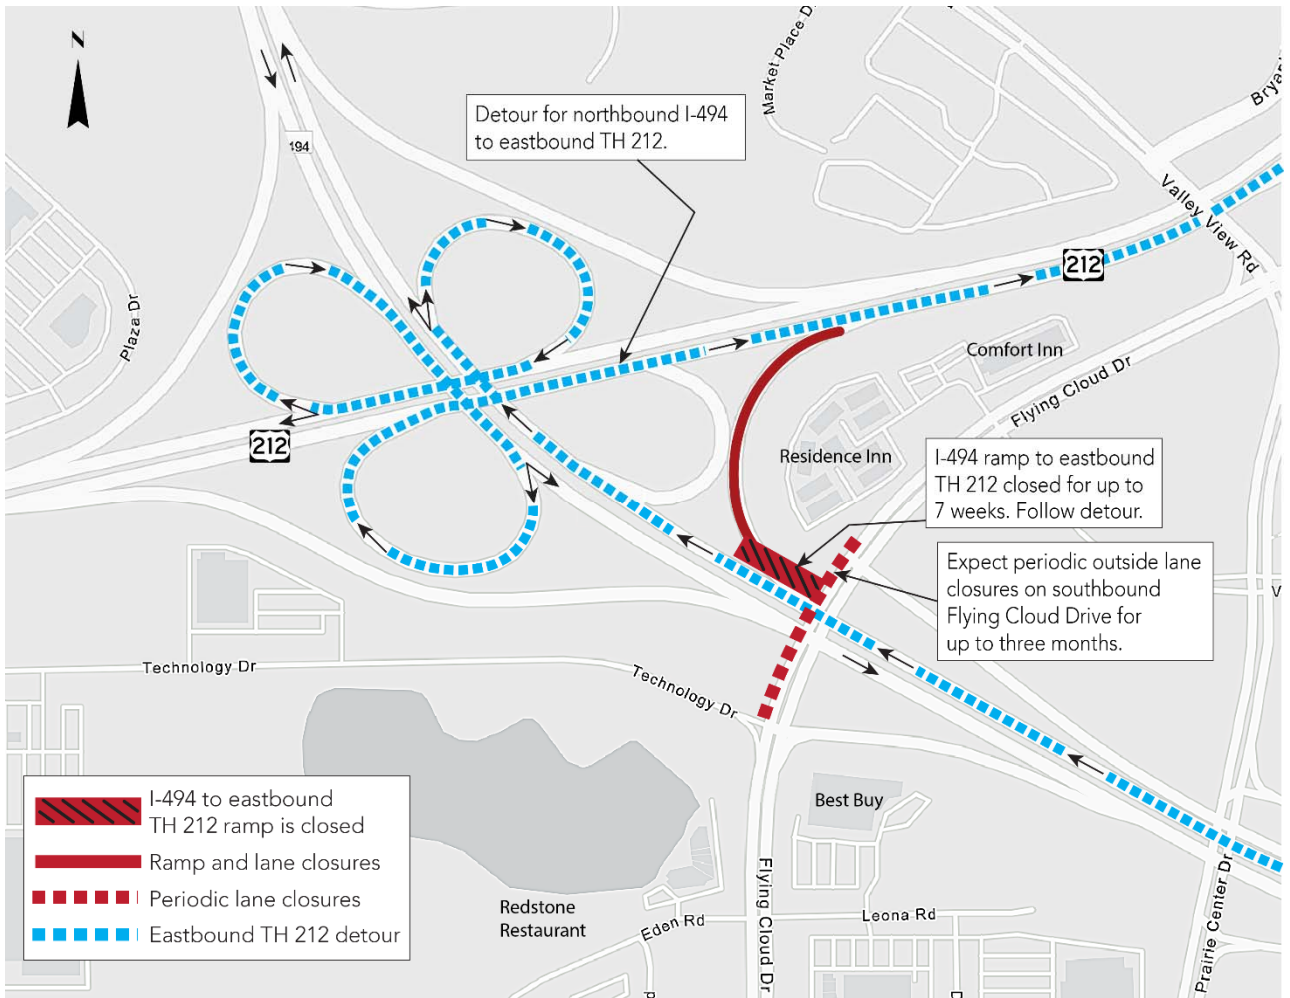 N
Market Place D
Brya
194
Detour for northbound I-494
to eastbound TH 212.
Valley View Rd
212
Plaza Dr
Comfort Inn
Flying Cloud Dr
212
Residence Inn
I-494 ramp to eastbound
TH 212 closed for up to
7 weeks. Follow detour.
Expect periodic outside lane
closures on southbound
Flying Cloud Drive for
up to three months.
V
Technology Dr
Technology Dr
I-494 to eastbound
TH 212 ramp is closed
Ramp and lane closures
Periodic lane closures
Eastbound TH 212 detour
Best Buy
Redstone
Restaurant
Eden Rd
Leona Rd
Flying Cloud Dr
Prairie Center Dr